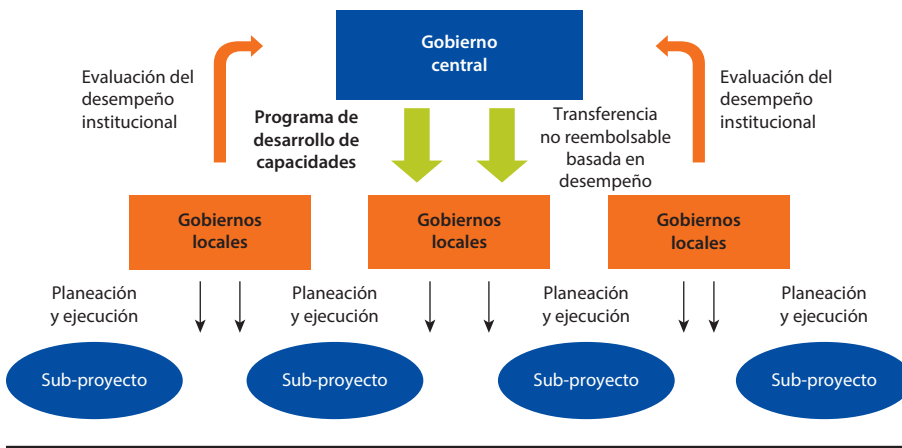 Gobierno
central
Evaluación del
desempeño
institucional
Programa de
desarrollo de
capacidades
Transferencia
no reembolsable
basada en
desempeño
Evaluación del
desempeño
institucional
Gobiernos
locales
Gobiernos
locales
Gobiernos
locales
Planeación
y ejecución
Planeación
y ejecución
Planeación
y ejecución
Planeación
y ejecución
Sub-proyecto
Sub-proyecto
Sub-proyecto
Sub-proyecto